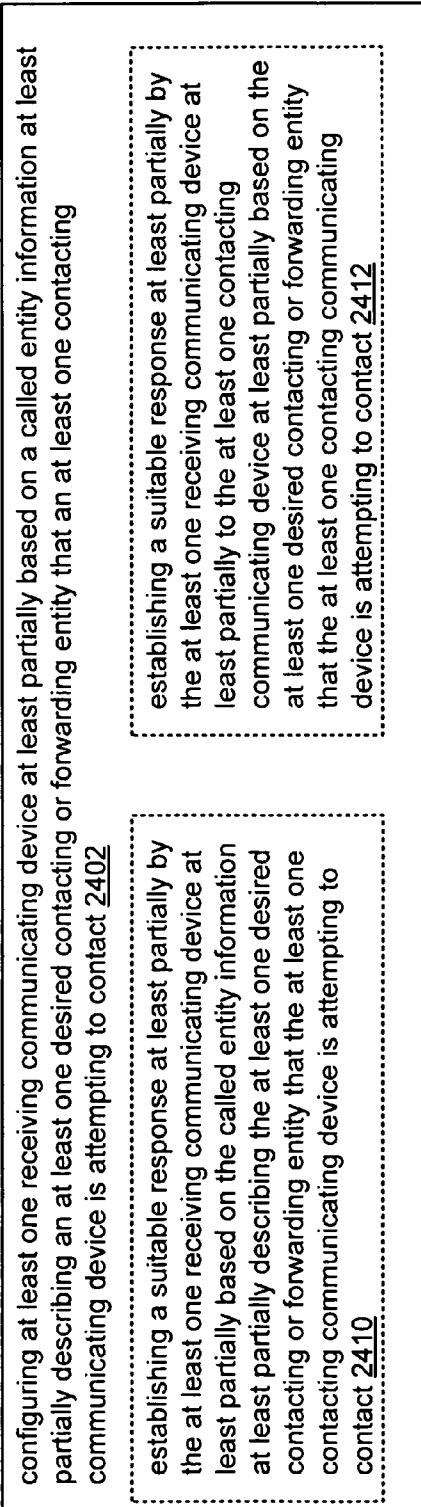 configuring at least one receiving communicating device at least partially based on a called entity information at least
partially describing an at least one desired contacting or forwarding entity that an at least one contacting
communicating device is attempting to contact 2402
establishing a suitable response at least partially by
the at least one receiving communicating device at
least partially based on the called entity information
at least partially describing the at least one desired
contacting or forwarding entity that the at least one
contacting communicating device is attempting to
contact 2410
establishing a suitable response at least partially by
the at least one receiving communicating device at
least partially to the at least one contacting
communicating device at least partially based on the
at least one desired contacting or forwarding entity
that the at least one contacting communicating
device is attempting to contact 2412